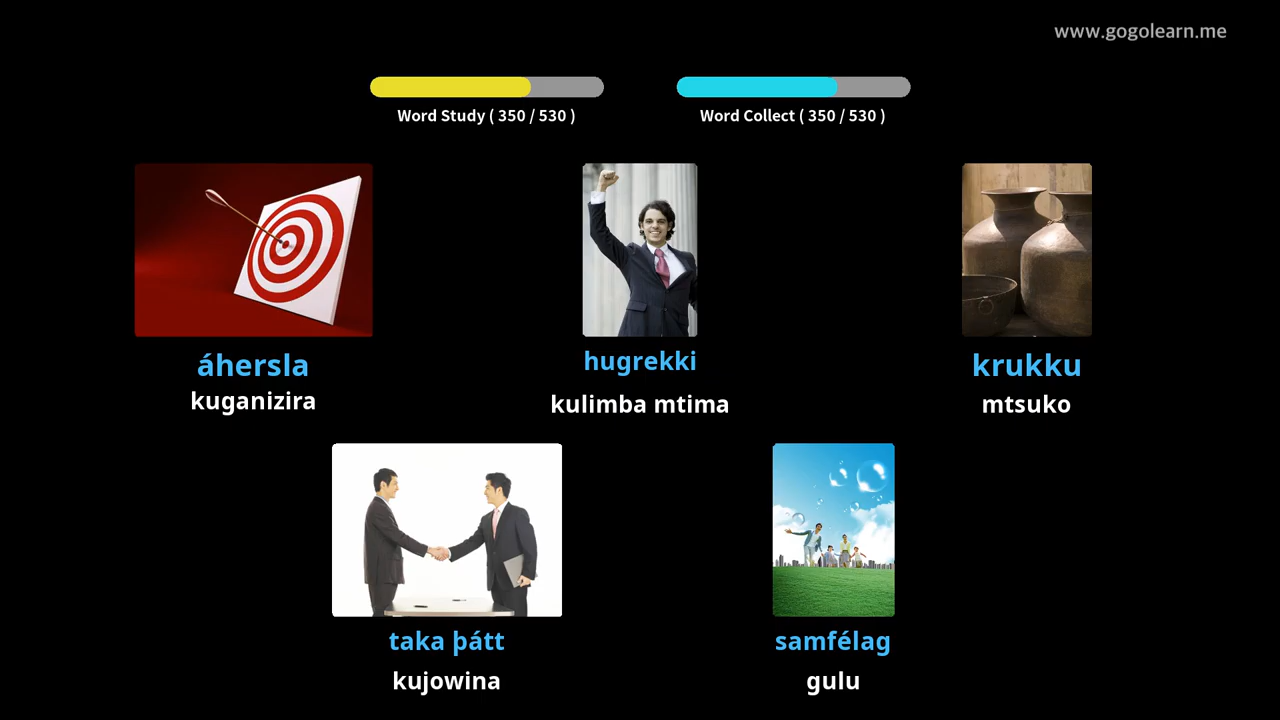 www.gogolearn.me
Word Study ( 350 / 530 )
Word Collect ( 350 / 530 )
áhersla
kuganizira
hugrekki
kulimba mtima
krukku
mtsuko
taka þátt
kujowina
samfélag
gulu